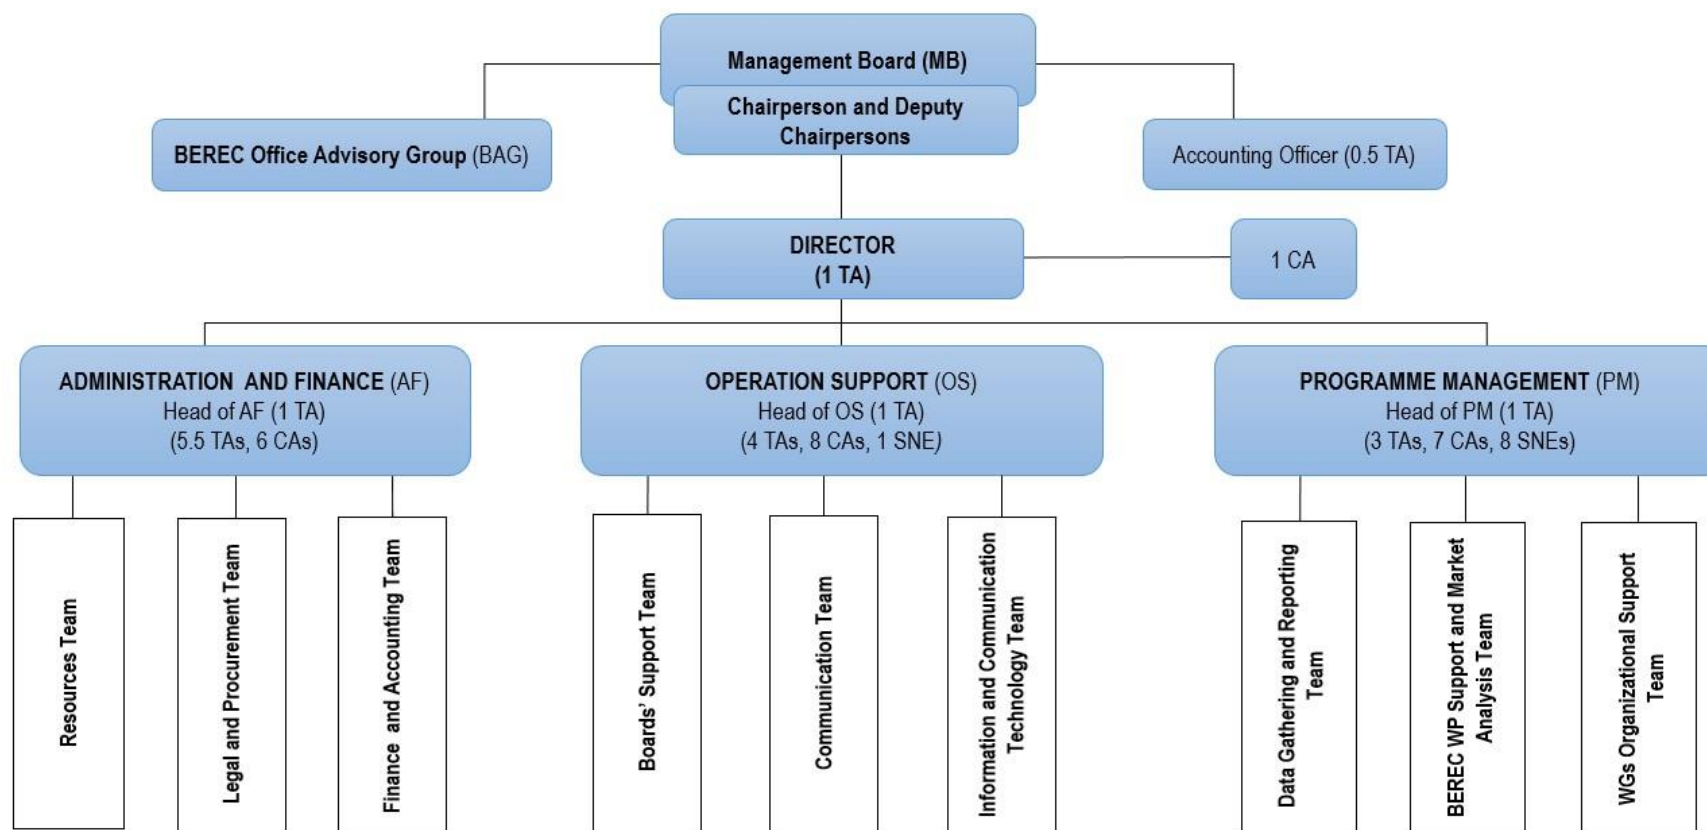 Management Board (MB)
Chairperson and Deputy
Chairpersons
BEREC Office Advisory Group (BAG)
Accounting Officer (0.5 TA)
DIRECTOR
(1 TA)
1 CA
ADMINISTRATION AND FINANCE (AF)
Head of AF (1 TA)
(5.5 TAs, 6 CAs)
OPERATION SUPPORT (OS)
Head of OS (1 TA)
(4 TAs, 8 CAs, 1 SNE)
PROGRAMME MANAGEMENT (PM)
Head of PM (1 TA)
(3 TAs, 7 CAs, 8 SNEs)
Resources Team
Legal and Procurement Team
Finance and Accounting Team
Boards' Support Team
Communication Team
Information and Communication
Technology Team
Data Gathering and Reporting
Team
BEREC WP Support and Market
Analysis Team
WGs Organizational Support
Team